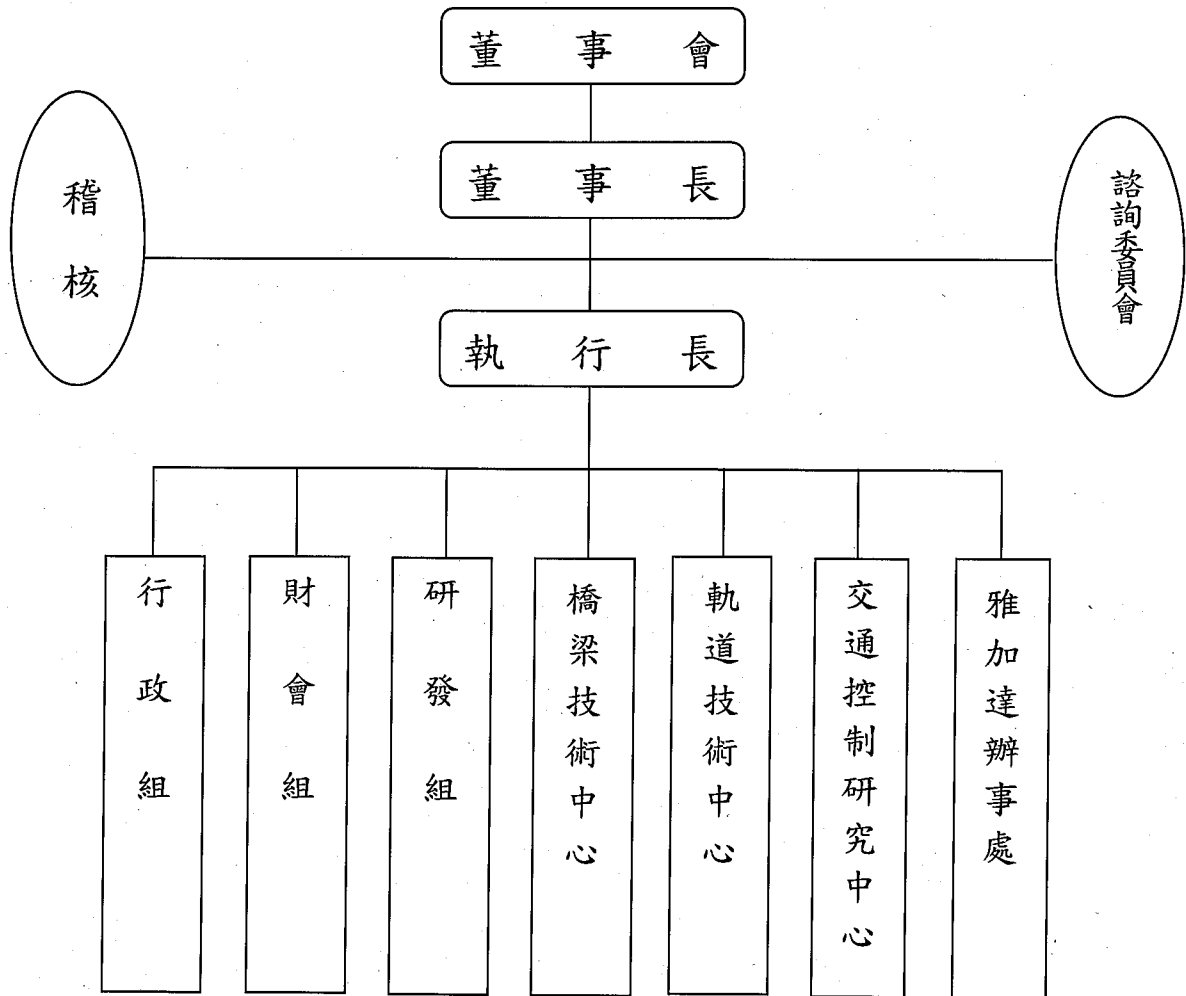 董事會
董事長
稽核
諮詢委員會
執行長
行政組
財會組
研發組
橋梁技術中心
軌道技術中心
交通控制研究中心
雅加達辦事處